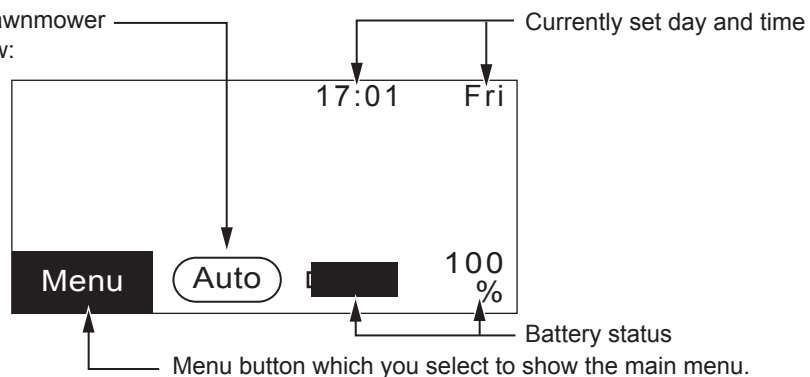 Currently set day and time
17:01 Fri
Menu Auto 100
%
Battery status
Menu button which you select to show the main menu.